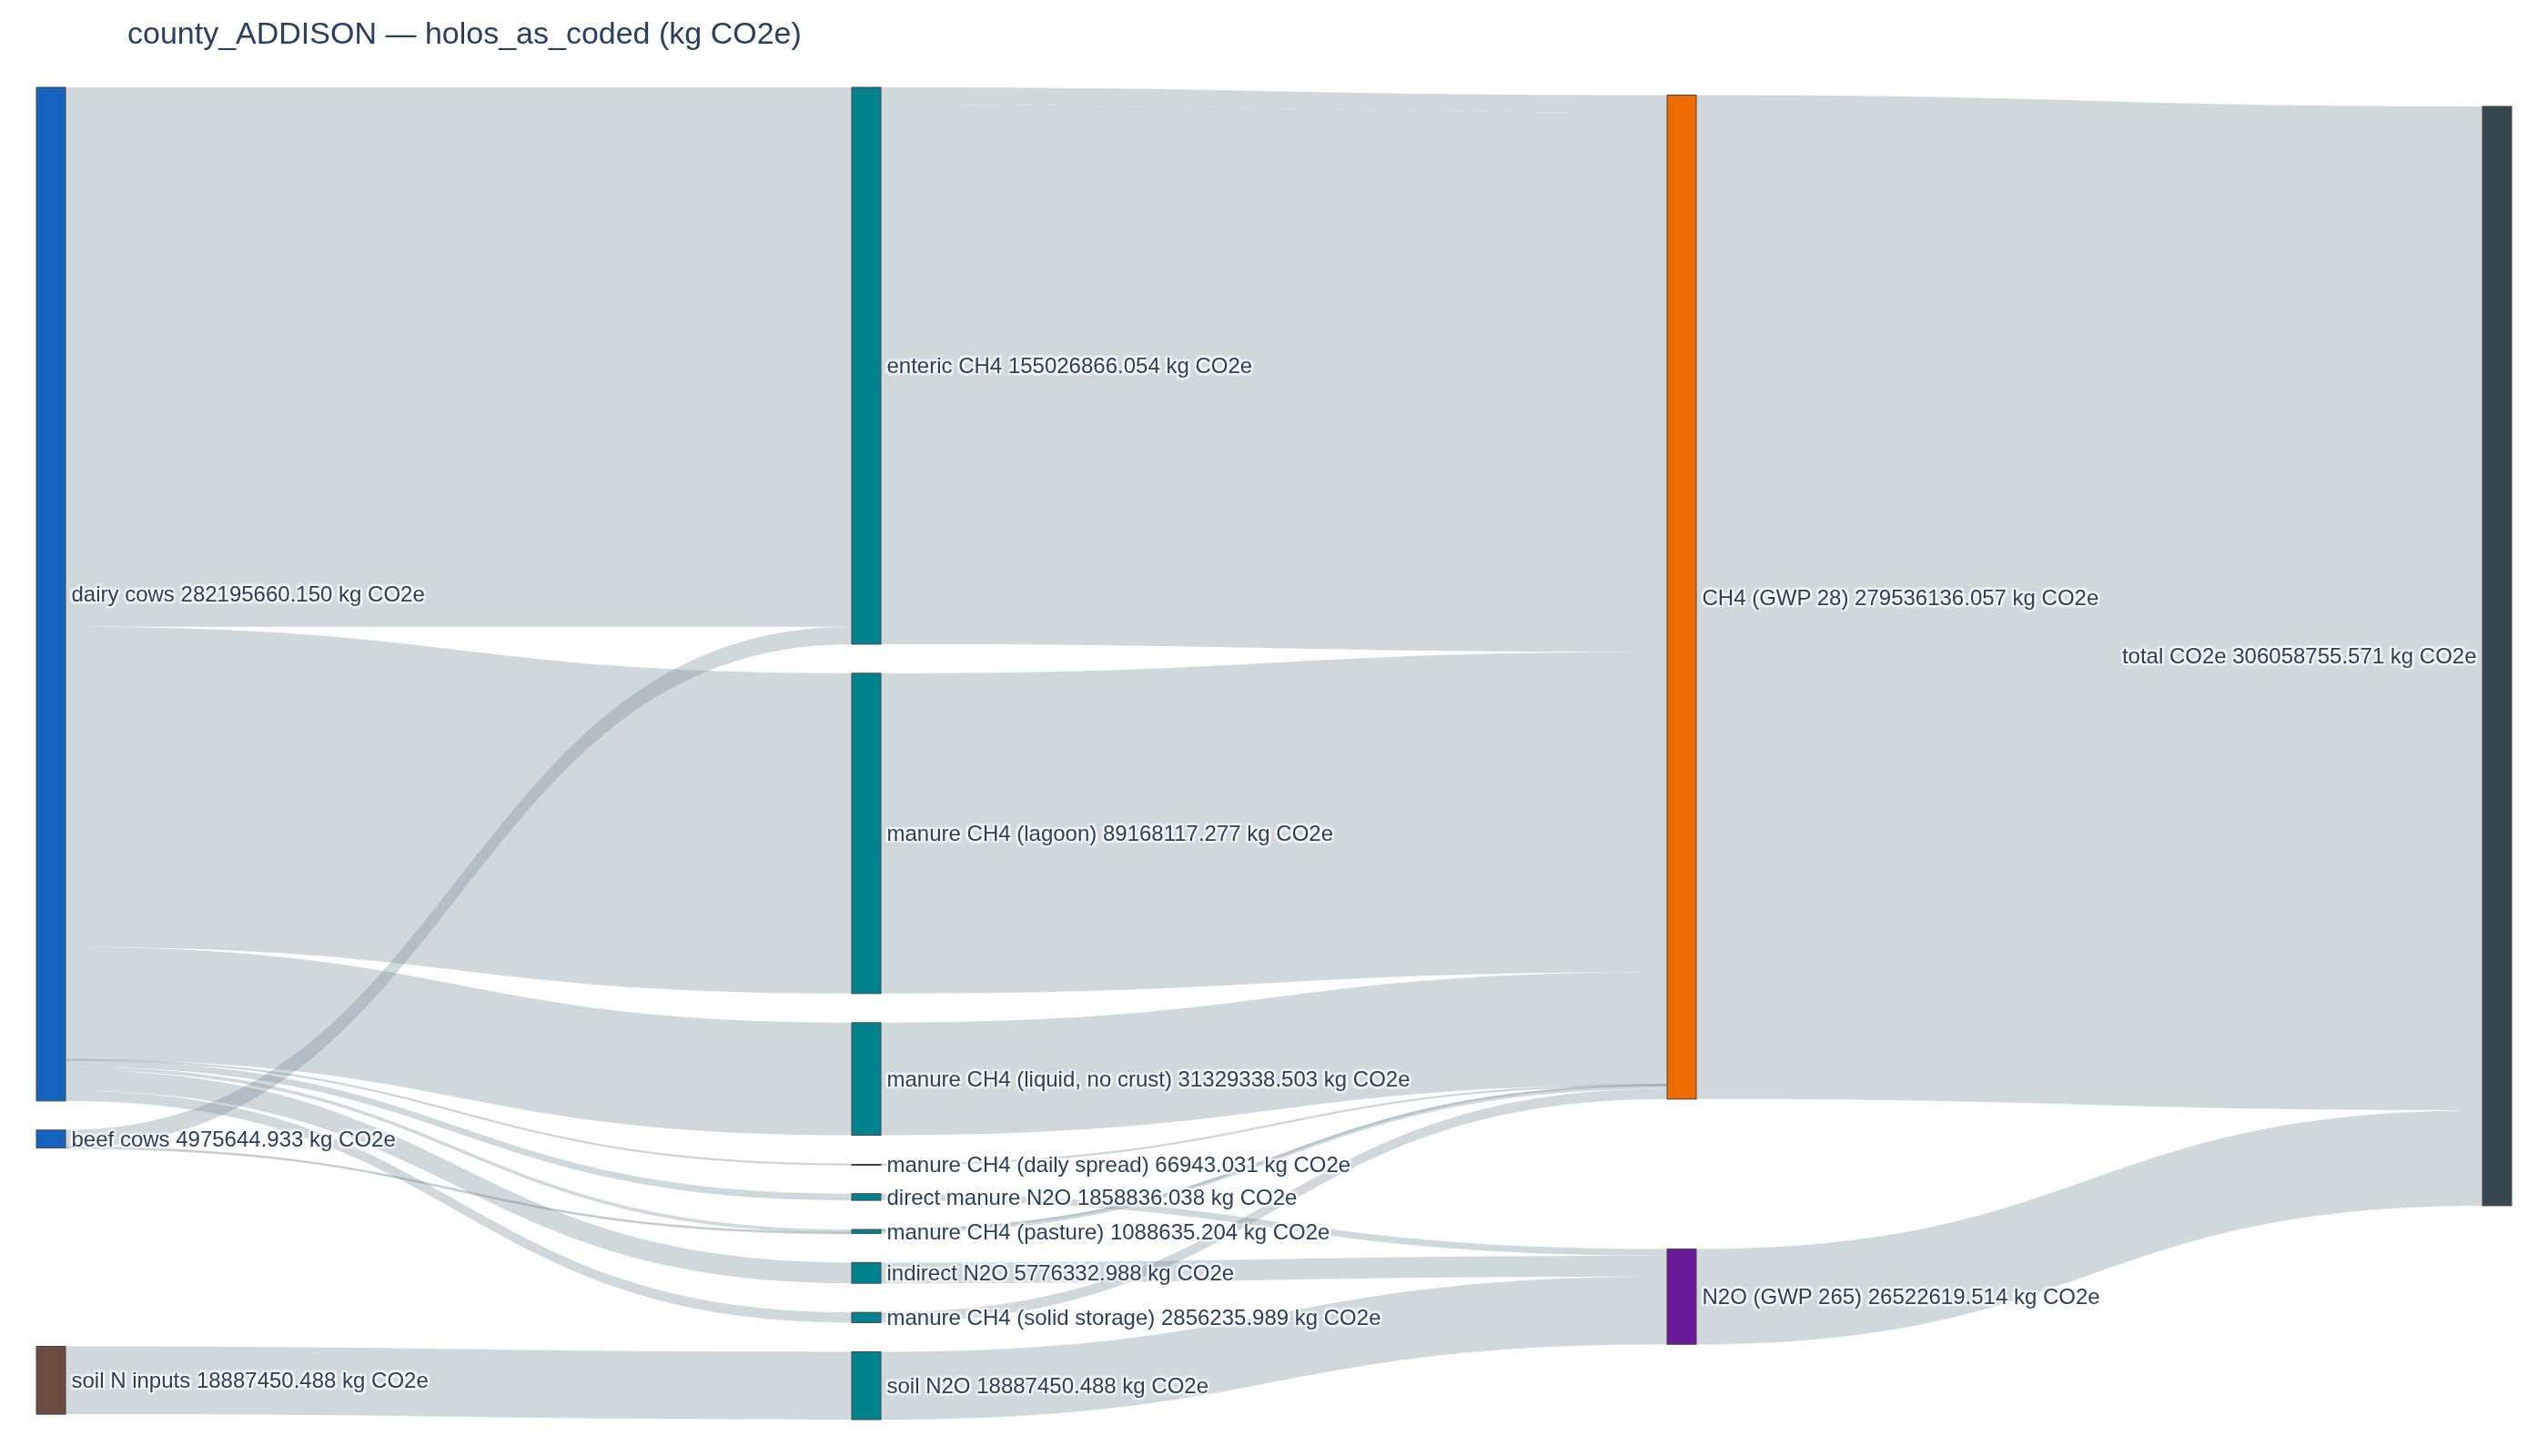 county_ADDISON — holos_as_coded (kg CO2e)
enteric CH4 155026866.054 kg CO2e
dairy cows 282195660.150 kg CO2e
CH4 (GWP 28) 279536136.057 kg CO2e
total CO2e 306058755.571 kg CO2e
manure CH4 (lagoon) 89168117.277 kg CO2e
manure CH4 (liquid, no crust) 31329338.503 kg CO2e
beef cows 4975644.933 kg CO2e
manure CH4 (daily spread) 66943.031 kg CO2e
direct manure N2O 1858836.038 kg CO2e
manure CH4 (pasture) 1088635.204 kg CO2e
indirect N2O 5776332.988 kg CO2e
N2O (GWP 265) 26522619.514 kg CO2e
manure CH4 (solid storage) 2856235.989 kg CO2e
soil N inputs 18887450.488 kg CO2e
soil N2O 18887450.488 kg CO2e